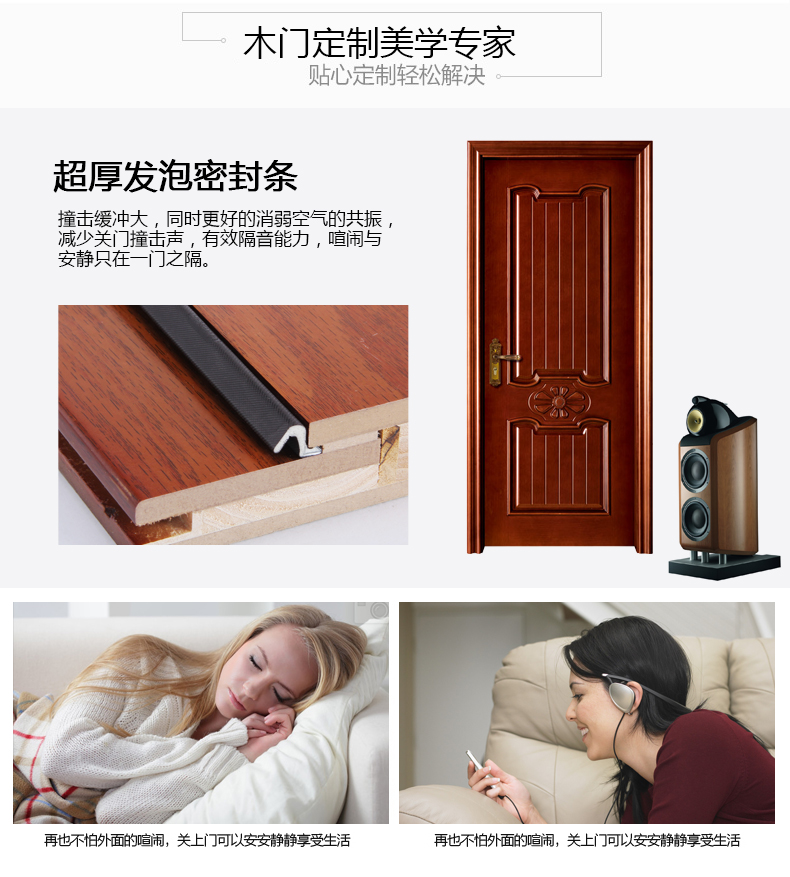 木门定制美学专家
贴心定制轻松解决
超厚发泡密封条
撞击缓冲大，同时更好的消弱空气的共振，
减少关门撞击声，有效隔音能力，喧闹与
安静只在一门之隔。
再也不怕外面的喧闹，关上门可以安安静静享受生活
再也不怕外面的喧闹，关上门可以安安静静享受生活